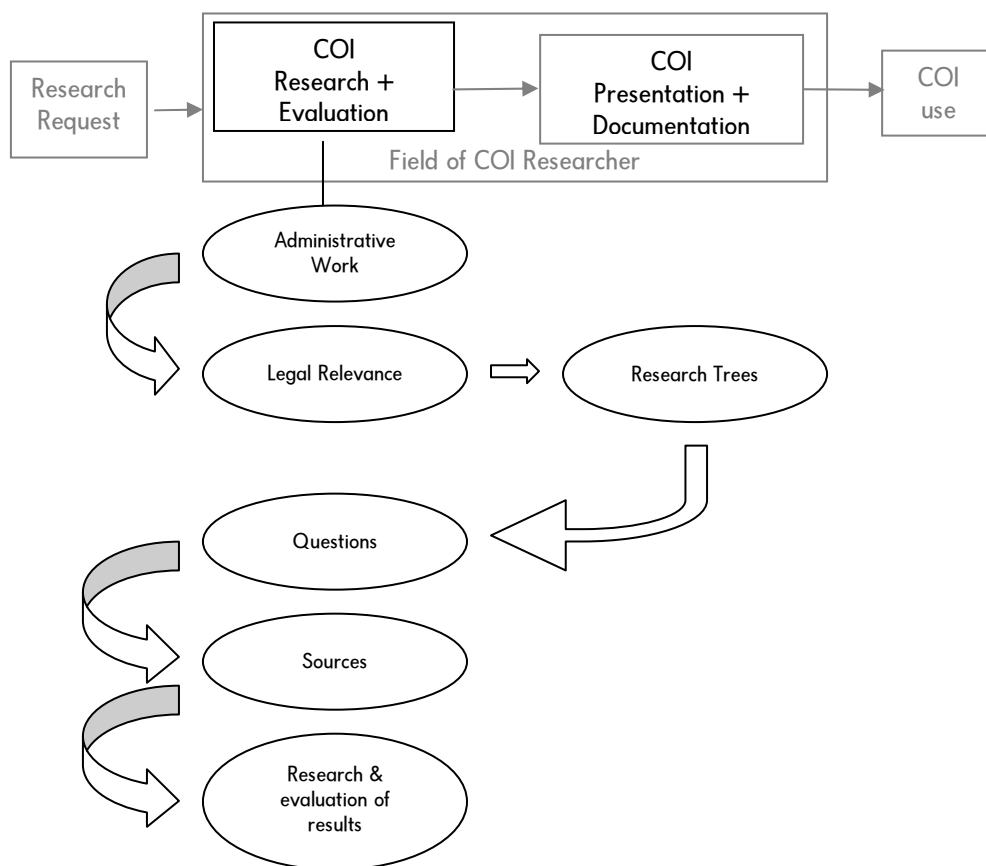 Research
Request
COI
Research +
Evaluation
COI
Presentation +
Documentation
COI
use
Field of COI Researcher
Administrative
Work
Legal Relevance
Research Trees
Questions
Sources
Research &
evaluation of
results